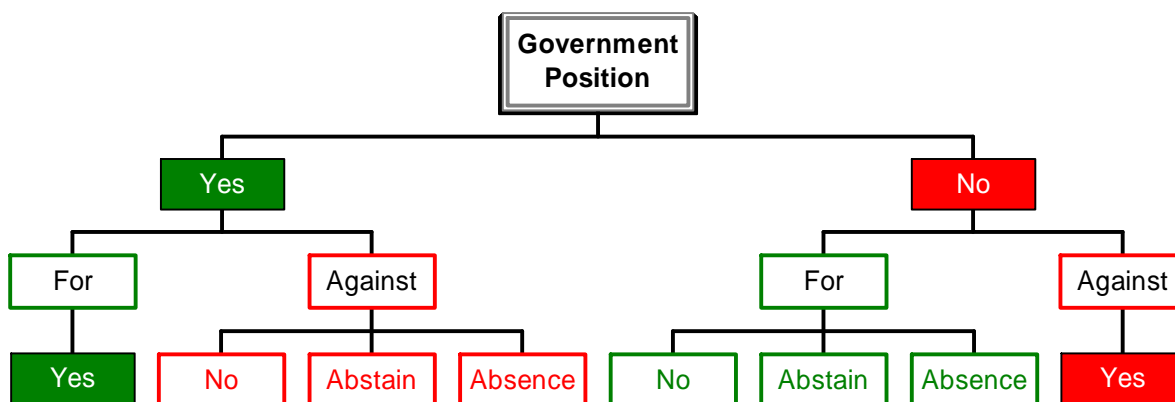 Government
Position
Yes
No
For
Against
For
Against
Yes
No
Abstain
Absence
No
Abstain
Absence
Yes